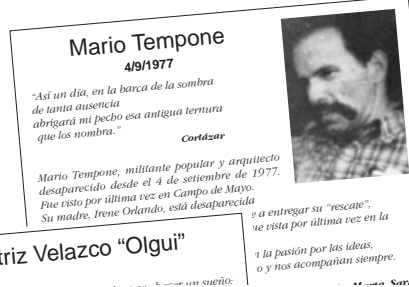 Mario Tempone
4/9/1977
"Así un día, en la barca de la sombra
de tanta ausencia
abrigará mi pecho esa antigua ternura
que los nombra."
Cortázar
Mario Tempone, militante popular y arquitecto
desaparecido desde el 4 de setiembre de 1977.
Fue visto por última vez en Campo de Mayo.
Su madre, Irene Orlando, está desaparecida
e a entregar su "rescate",
ue vista por última vez en la
la pasión por las ideas,
o y nos acompañan siempre.
triz Velazco "Olgui"
un sueño: